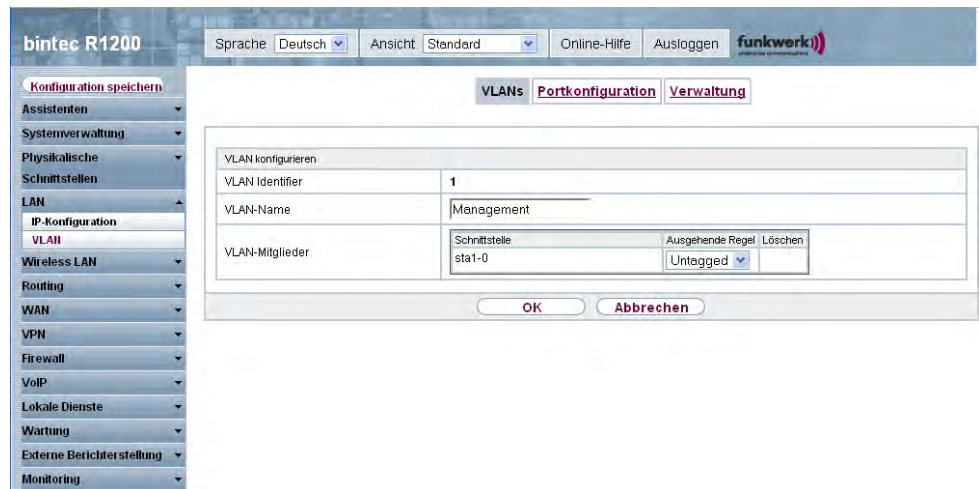 bintec R1200
Sprache Deutsch Ansicht Standard Online-Hilfe Ausloggen funkwerk
enterprise communications
Konfiguration speichern
Assistenten
Systemverwaltung
Physikalische
Schnittstellen
LAN
IP-Konfiguration
VLAN
Wireless LAN
Routing
WAN
VPN
Firewall
VoIP
Lokale Dienste
Wartung
Externe Berichterstellung
Monitoring
VLANs Portkonfiguration Verwaltung
VLAN konfigurieren
VLAN Identifier 1
VLAN-Name Management
VLAN-Mitglieder
Schnittstelle Ausgehende Regel Löschen
sta1-0 Untagged
OK Abbrechen